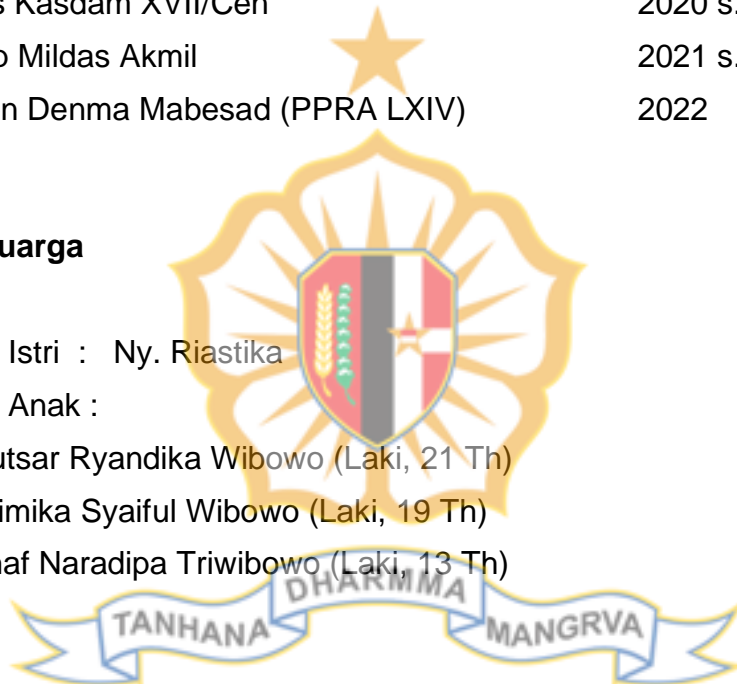 s Kasdam XVII/Cen 2020 s.
o Mildas Akmil 2021 s.
n Denma Mabesad (PPRA LXIV) 2022
uarga
Istri : Ny. Riastika
Anak :
utsar Ryandika Wibowo (Laki, 21 Th)
imika Syaiful Wibowo (Laki, 19 Th)
naf Naradipa Triwibowo (Laki, 13 Th)
TANHANA DHARMMA MANGRVA